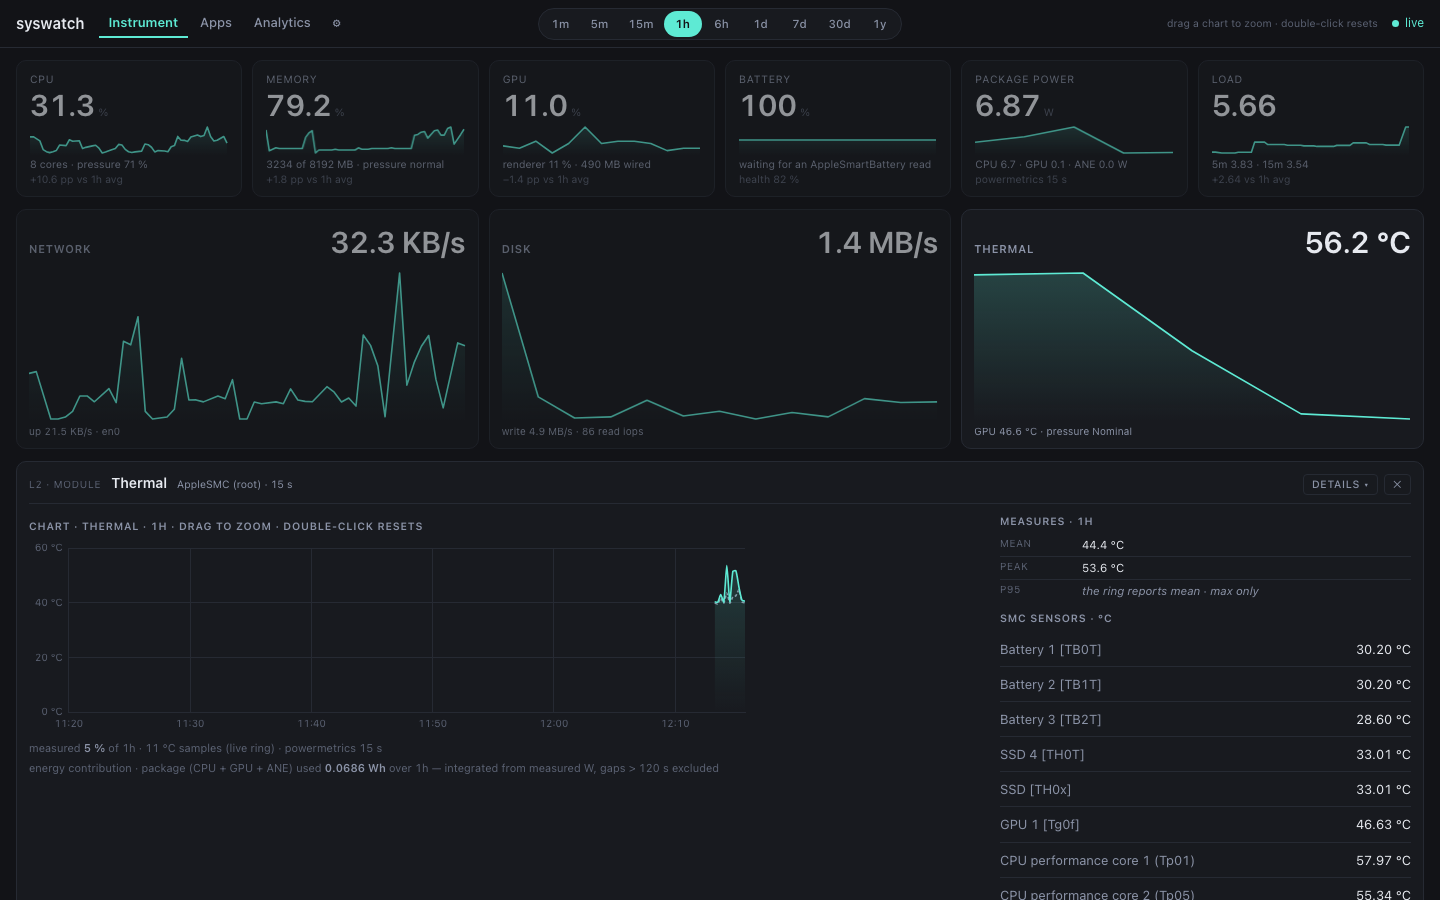 syswatch Instrument Apps Analytics ⚙ 1m 5m 15m 1h 6h 1d 7d 30d 1y drag a chart to zoom · double-click resets ● live
CPU
31.3 %
8 cores · pressure 71 %
+10.6 pp vs 1h avg
MEMORY
79.2 %
3234 of 8192 MB · pressure normal
+1.8 pp vs 1h avg
GPU
11.0 %
renderer 11 % · 490 MB wired
−1.4 pp vs 1h avg
BATTERY
100 %
waiting for an AppleSmartBattery read
health 82 %
PACKAGE POWER
6.87 W
CPU 6.7 · GPU 0.1 · ANE 0.0 W
powermetrics 15 s
LOAD
5.66
5m 3.83 · 15m 3.54
+2.64 vs 1h avg
NETWORK 32.3 KB/s
up 21.5 KB/s · en0
DISK 1.4 MB/s
write 4.9 MB/s · 86 read iops
THERMAL 56.2 °C
GPU 46.6 °C · pressure Nominal
L2 · MODULE Thermal AppleSMC (root) · 15 s DETAILS ▾ ✕
CHART · THERMAL · 1H · DRAG TO ZOOM · DOUBLE-CLICK RESETS
60 °C
40 °C
20 °C
0 °C
11:20 11:30 11:40 11:50 12:00 12:10
measured 5 % of 1h · 11 °C samples (live ring) · powermetrics 15 s
energy contribution · package (CPU + GPU + ANE) used 0.0686 Wh over 1h — integrated from measured W, gaps > 120 s excluded
MEASURES · 1H
MEAN 44.4 °C
PEAK 53.6 °C
P95 the ring reports mean · max only
SMC SENSORS · °C
Battery 1 [TB0T] 30.20 °C
Battery 2 [TB1T] 30.20 °C
Battery 3 [TB2T] 28.60 °C
SSD 4 [TH0T] 33.01 °C
SSD [TH0x] 33.01 °C
GPU 1 [Tg0f] 46.63 °C
CPU performance core 1 (Tp01) 57.97 °C
CPU performance core 2 (Tp05) 55.34 °C